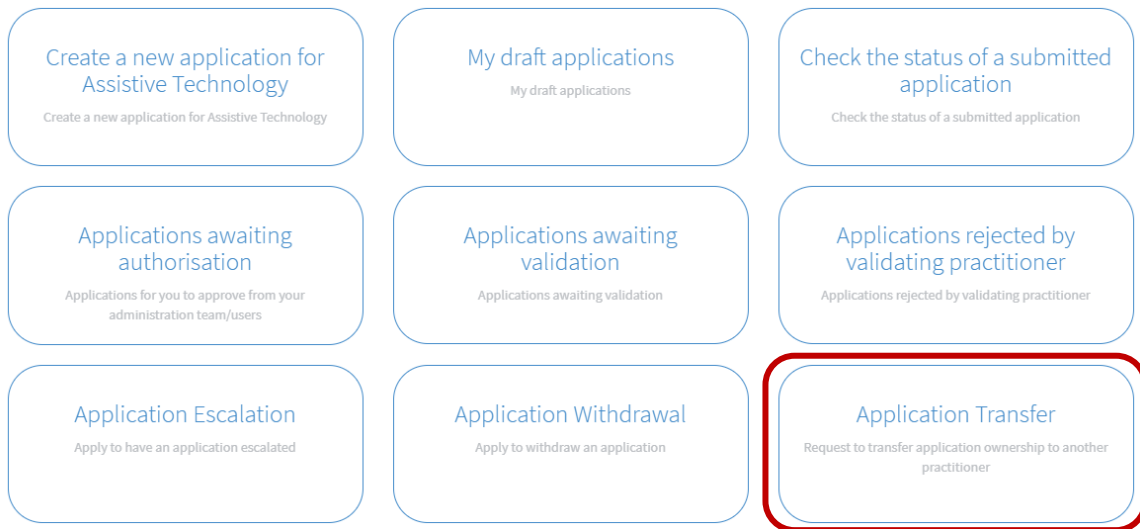 Create a new application for
Assistive Technology
Create a new application for Assistive Technology
My draft applications
My draft applications
Check the status of a submitted
application
Check the status of a submitted application
Applications awaiting
authorisation
Applications for you to approve from your
administration team/users
Applications awaiting
validation
Applications awaiting validation
Applications rejected by
validating practitioner
Applications rejected by validating practitioner
Application Escalation
Apply to have an application escalated
Application Withdrawal
Apply to withdraw an application
Application Transfer
Request to transfer application ownership to another
practitioner